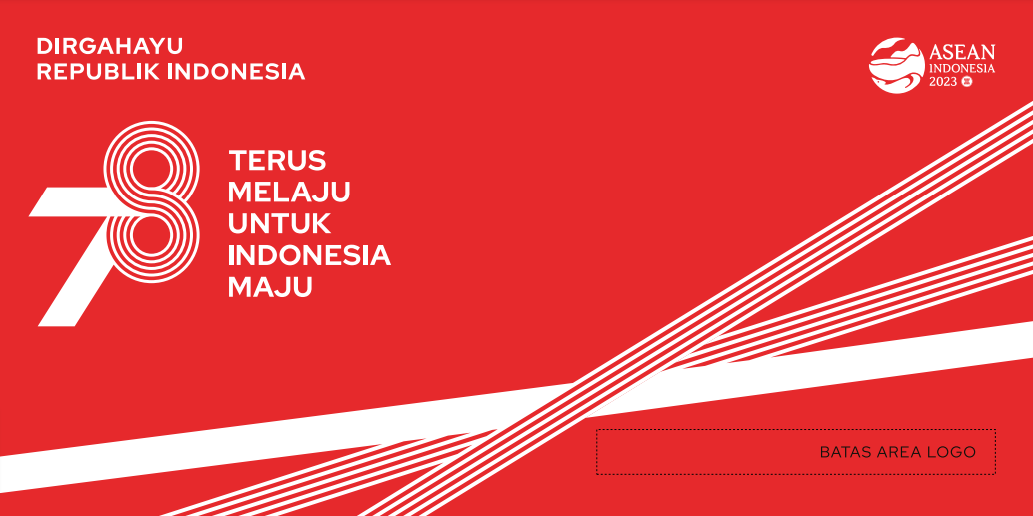 DIRGAHAYU
REPUBLIK INDONESIA
ASEAN
INDONESIA
2023
78
TERUS
MELAJU
UNTUK
INDONESIA
MAJU
BATAS AREA LOGO